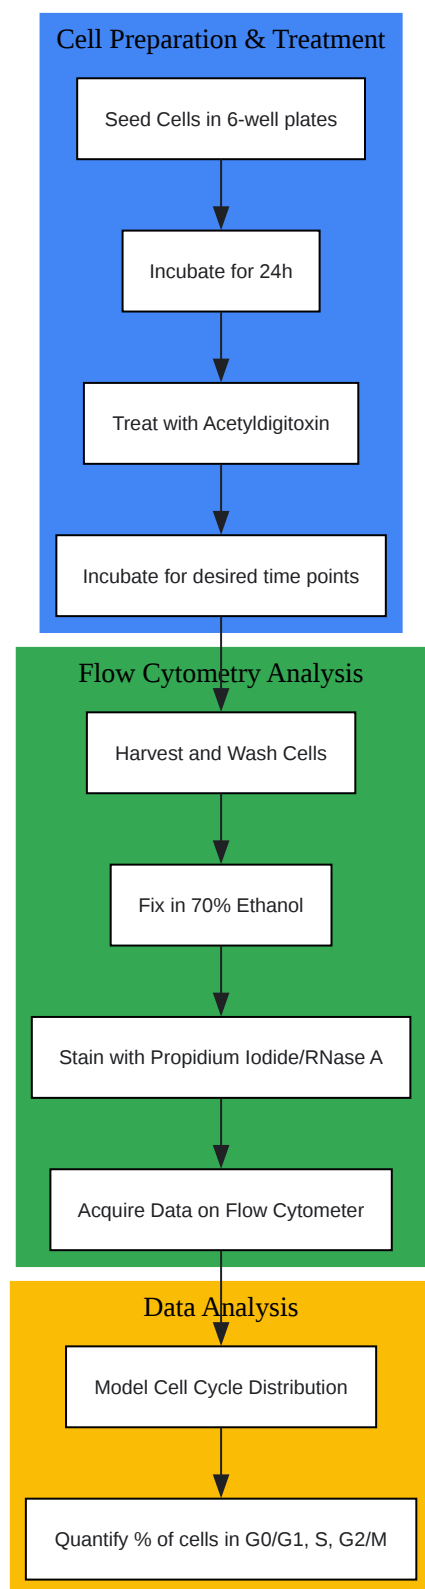 Cell Preparation & Treatment
Seed Cells in 6-well plates
Incubate for 24h
Treat with Acetyldigitoxin
Incubate for desired time points
Flow Cytometry Analysis
Harvest and Wash Cells
Fix in 70% Ethanol
Stain with Propidium Iodide/RNase A
Acquire Data on Flow Cytometer
Data Analysis
Model Cell Cycle Distribution
Quantify % of cells in G0/G1, S, G2/M